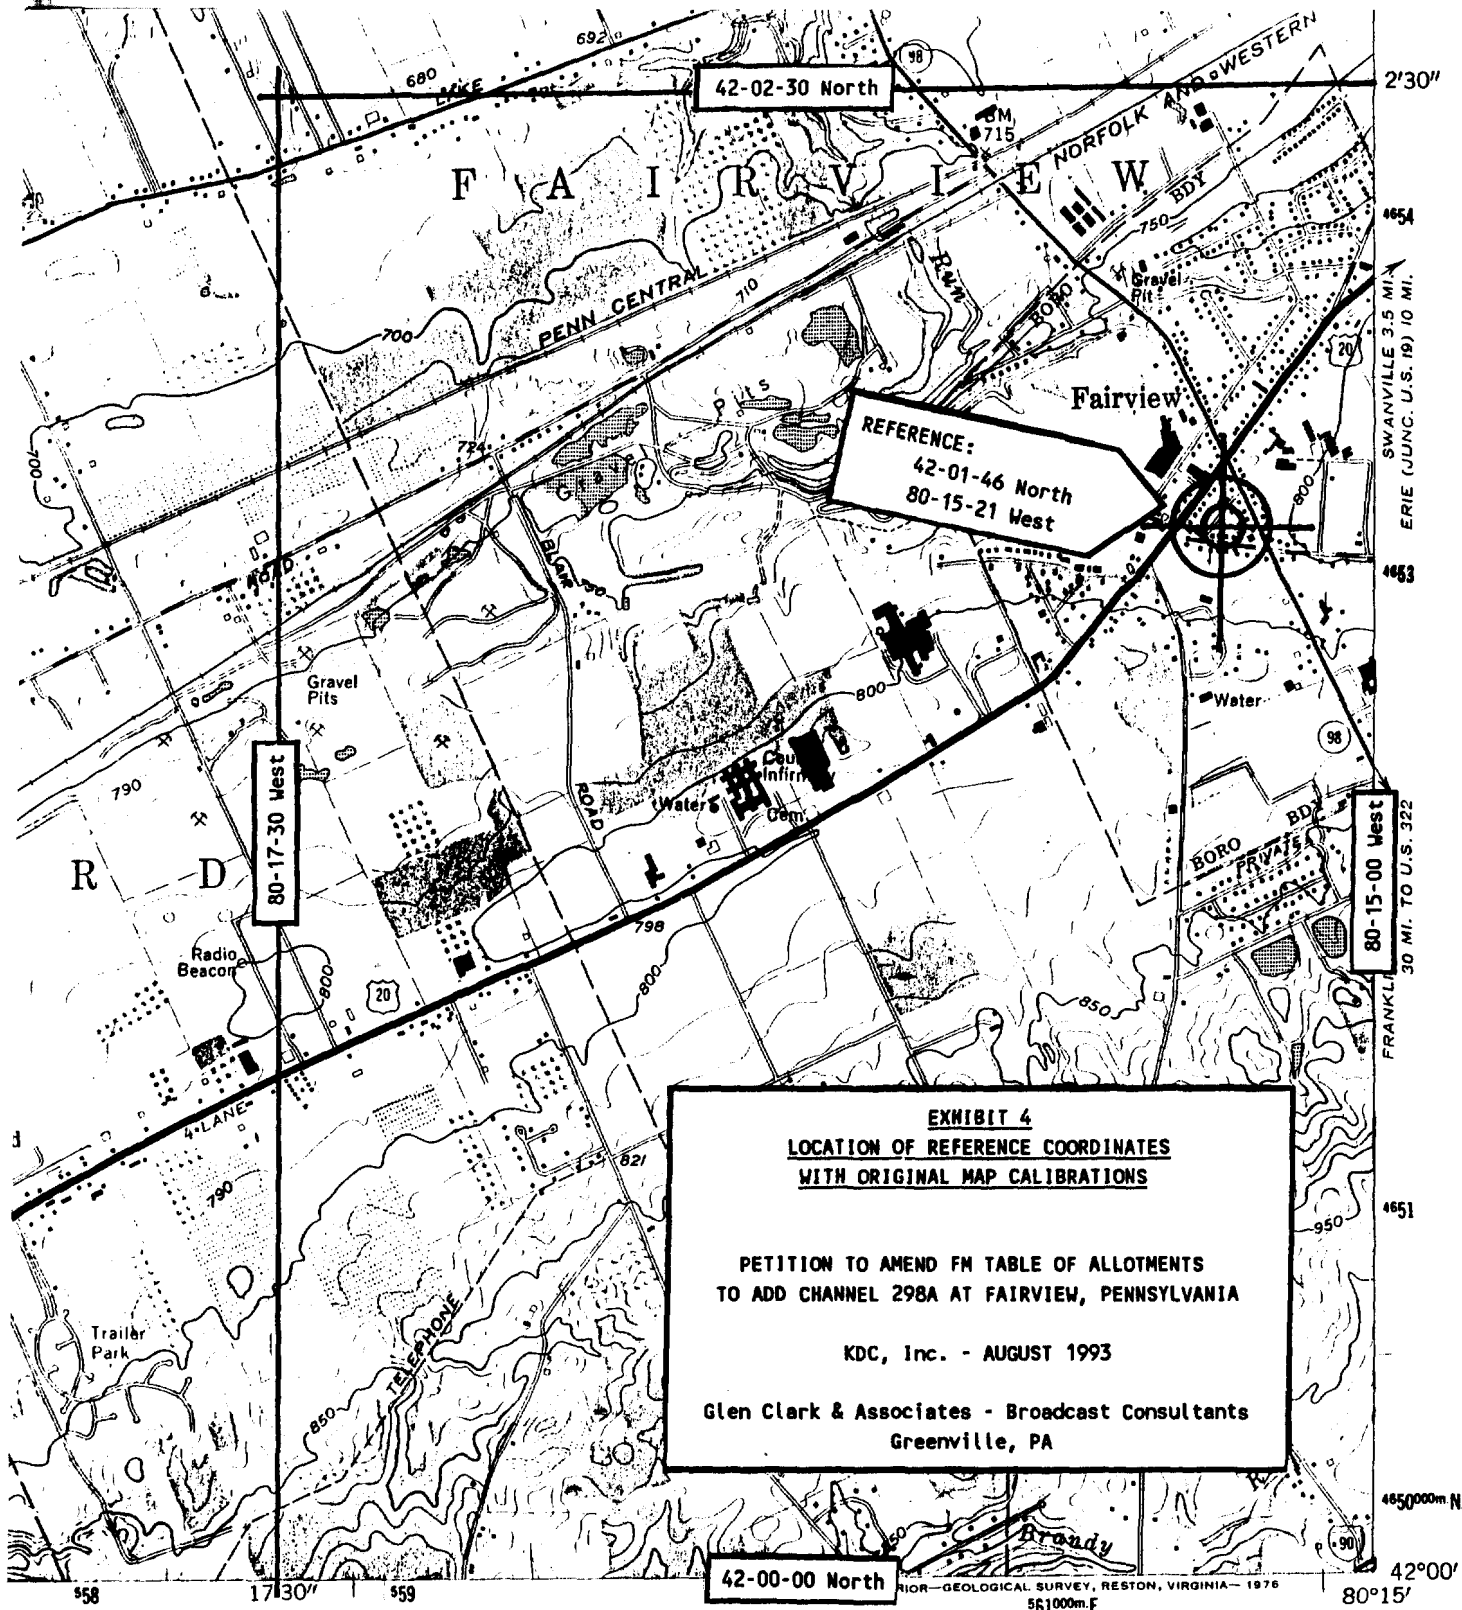 692
98
2'30"
680
LAKE
42-02-30 North
NORFOLK AND WESTERN
BM
715
F A I R V I E W
BDY
750
4654
Run
Gravel
Pit
BORO
PENN CENTRAL
710
700
20
SWANVILLE 3.5 MI.
ERIE (JUNC. U.S. 19) 10 MI.
Fairview
Pits
REFERENCE:
42-01-46 North
80-15-21 West
724
700
800
BLAIR
750
ROAD
4653
Gravel
Pits
800
Water
98
790
80-17-30 West
Water
Cem
ROAD
BORO BDY
PRIVATE
80-15-00 West
30 MI. TO U.S. 322
FRANKLIN
R D
798
Radio
Beacon
800
20
800
850
4-LANE
EXHIBIT 4
LOCATION OF REFERENCE COORDINATES
WITH ORIGINAL MAP CALIBRATIONS
PETITION TO AMEND FM TABLE OF ALLOTMENTS
TO ADD CHANNEL 298A AT FAIRVIEW, PENNSYLVANIA
KDC, Inc. - AUGUST 1993
Glen Clark & Associates - Broadcast Consultants
Greenville, PA
821
790
4651
950
Trailer
Park
TELEPHONE
850
4650000m.N
Brandy
90
42-00-00 North
RIOR—GEOLOGICAL SURVEY, RESTON, VIRGINIA—1976
42°00'
558
17'30"
559
561000m.E
80°15'